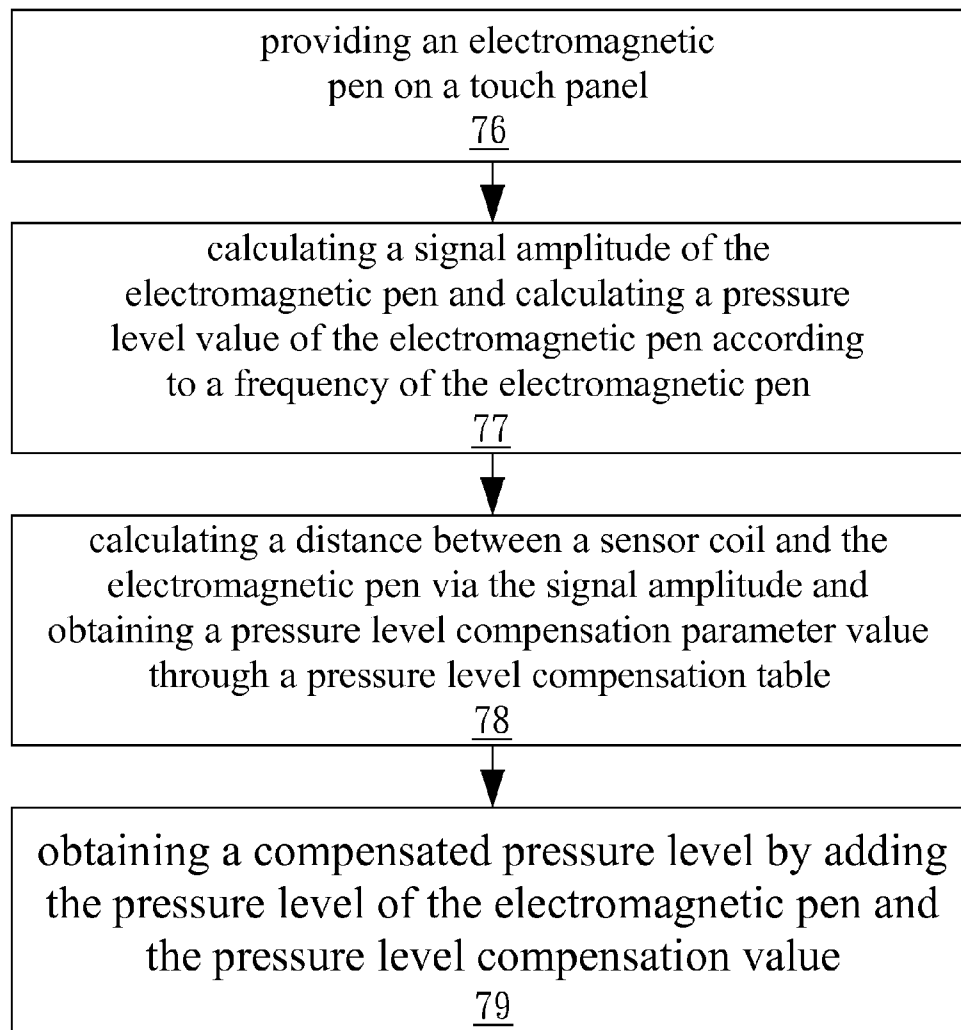 providing an electromagnetic
pen on a touch panel
76
calculating a signal amplitude of the
electromagnetic pen and calculating a pressure
level value of the electromagnetic pen according
to a frequency of the electromagnetic pen
77
calculating a distance between a sensor coil and the
electromagnetic pen via the signal amplitude and
obtaining a pressure level compensation parameter value
through a pressure level compensation table
78
obtaining a compensated pressure level by adding
the pressure level of the electromagnetic pen and
the pressure level compensation value
79